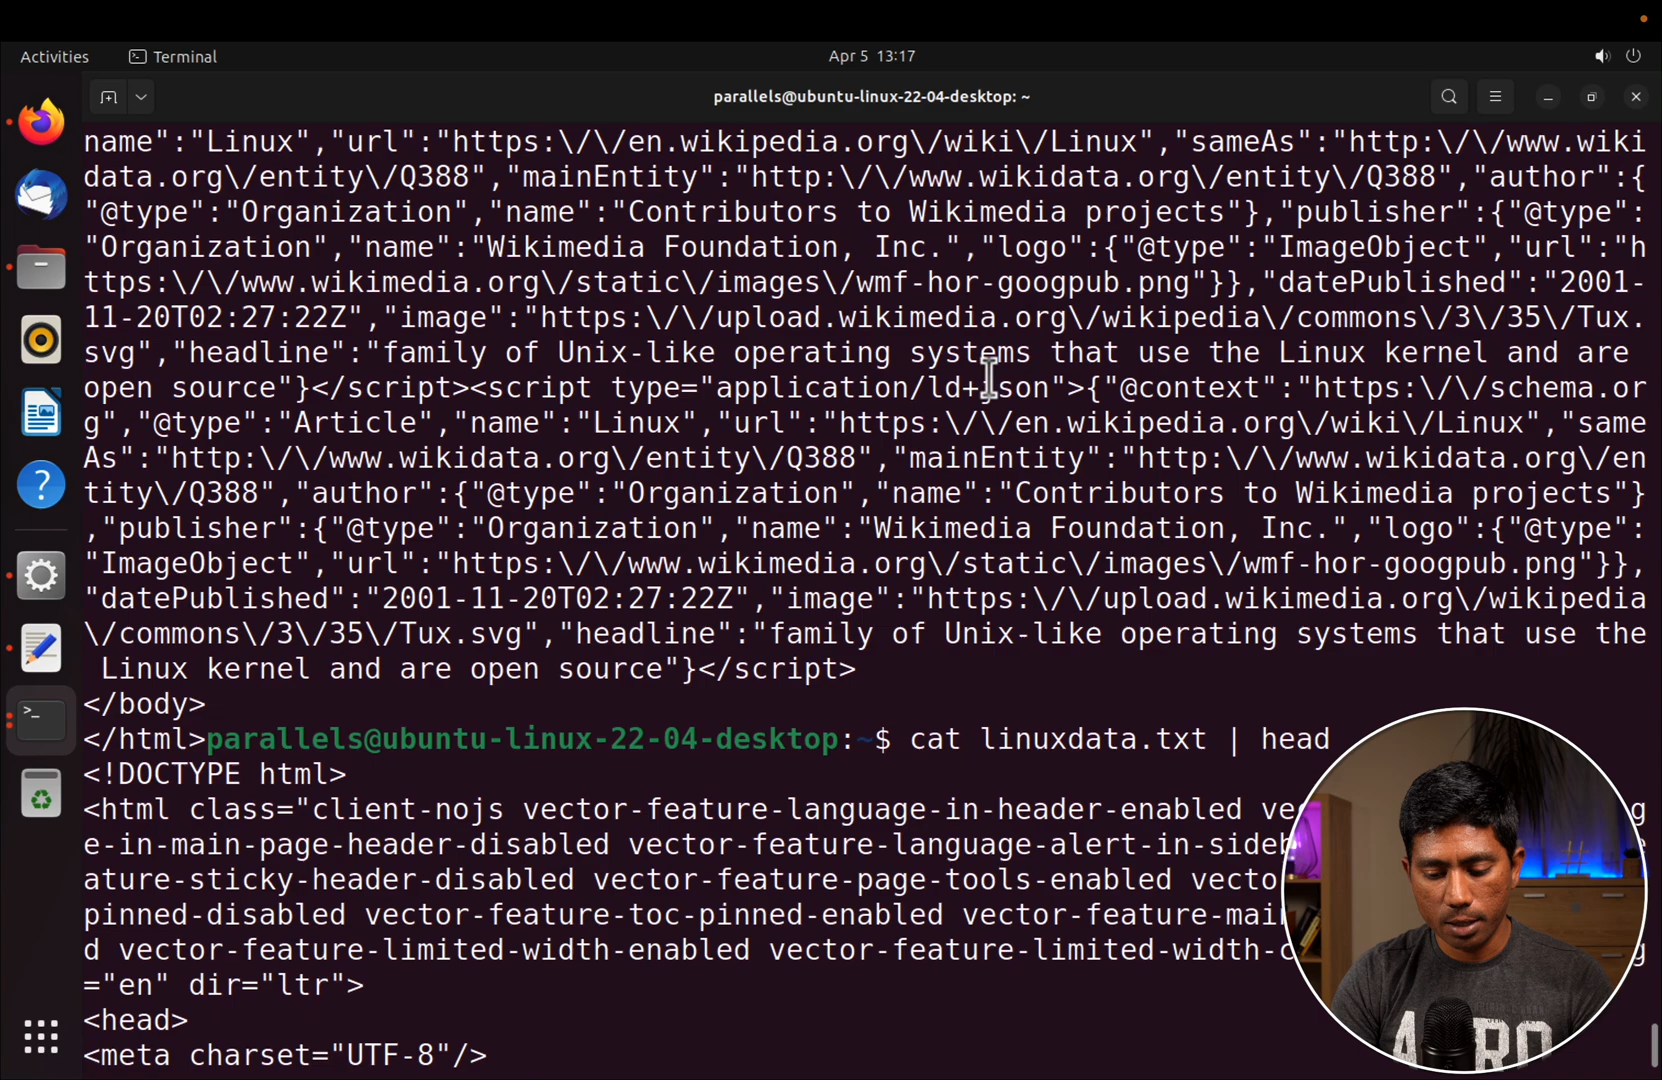 Activities Terminal Apr 5 13:17
parallels@ubuntu-linux-22-04-desktop: ~
name":"Linux","url":"https:\/\/en.wikipedia.org\/wiki\/Linux","sameAs":"http:\/\/www.wiki
data.org\/entity\/Q388","mainEntity":"http:\/\/www.wikidata.org\/entity\/Q388","author":{
"@type":"Organization","name":"Contributors to Wikimedia projects"},"publisher":{"@type":
"Organization","name":"Wikimedia Foundation, Inc.","logo":{"@type":"ImageObject","url":"h
ttps:\/\/www.wikimedia.org\/static\/images\/wmf-hor-googpub.png"}},"datePublished":"2001-
11-20T02:27:22Z","image":"https:\/\/upload.wikimedia.org\/wikipedia\/commons\/3\/35\/Tux.
svg","headline":"family of Unix-like operating systems that use the Linux kernel and are
open source"}</script><script type="application/ld+json">{"@context":"https:\/\/schema.or
g","@type":"Article","name":"Linux","url":"https:\/\/en.wikipedia.org\/wiki\/Linux","same
As":"http:\/\/www.wikidata.org\/entity\/Q388","mainEntity":"http:\/\/www.wikidata.org\/en
tity\/Q388","author":{"@type":"Organization","name":"Contributors to Wikimedia projects"}
,"publisher":{"@type":"Organization","name":"Wikimedia Foundation, Inc.","logo":{"@type":
"ImageObject","url":"https:\/\/www.wikimedia.org\/static\/images\/wmf-hor-googpub.png"}},
"datePublished":"2001-11-20T02:27:22Z","image":"https:\/\/upload.wikimedia.org\/wikipedia
\/commons\/3\/35\/Tux.svg","headline":"family of Unix-like operating systems that use the
Linux kernel and are open source"}</script>
</body>
</html>parallels@ubuntu-linux-22-04-desktop:~$ cat linuxdata.txt | head
<!DOCTYPE html>
<html class="client-nojs vector-feature-language-in-header-enabled
e-in-main-page-header-disabled vector-feature-language-alert-in-sideb
ature-sticky-header-disabled vector-feature-page-tools-enabled
pinned-disabled vector-feature-toc-pinned-enabled
d vector-feature-limited-width-enabled vector-feature-limited-width-c
="en" dir="ltr">
<head>
<meta charset="UTF-8"/>